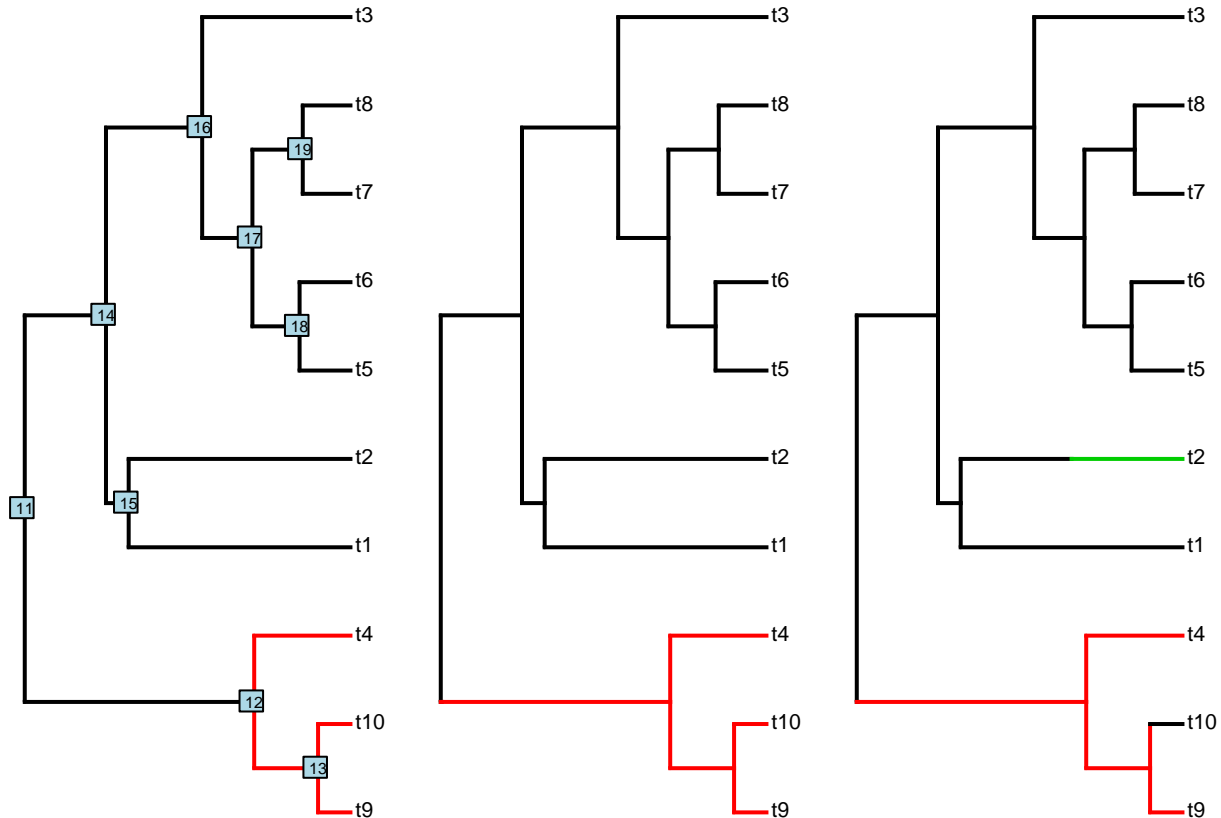 t3 t3 t3
t8 t8 t8
16
19
t7 t7 t7
17
t6 t6 t6
14
18
t5 t5 t5
t2 t2 t2
15
11
t1 t1 t1
t4 t4 t4
12
t10 t10 t10
13
t9 t9 t9